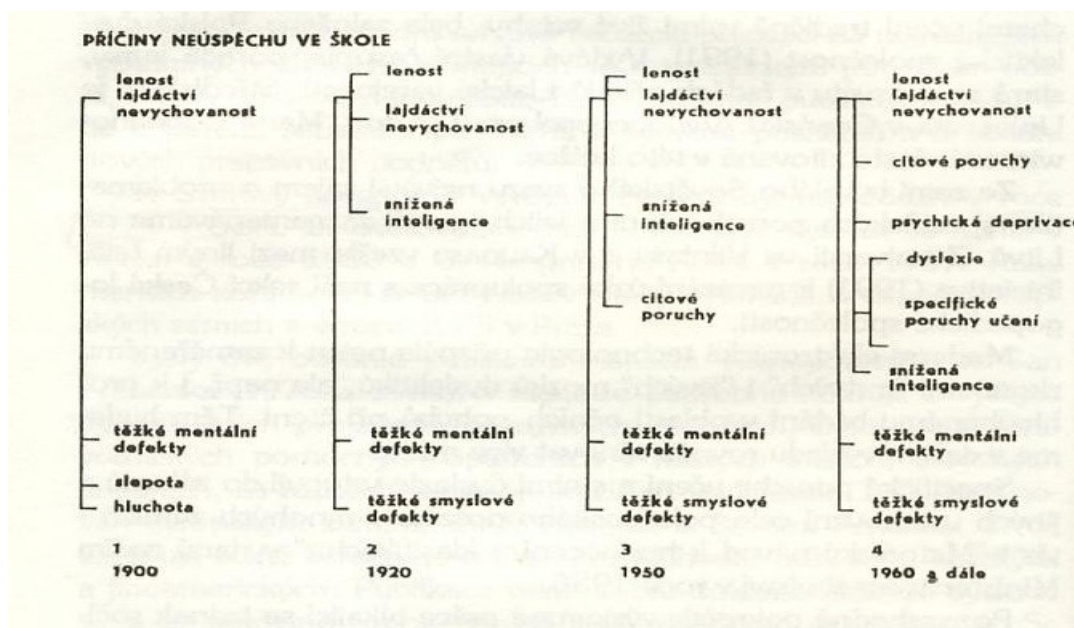 PŘÍČINY NEÚSPĚCHU VE ŠKOLE
lenost
lajdáctví
nevychovanost
těžké mentální
defekty
slepota
hluchota
1
1900
lenost
lajdáctví
nevychovanost
snížená
inteligence
těžké mentální
defekty
těžké smyslové
defekty
2
1920
lenost
lajdáctví
nevychovanost
snížená
inteligence
citové
poruchy
těžké mentální
defekty
těžké smyslové
defekty
3
1950
lenost
lajdáctví
nevychovanost
citové poruchy
psychická deprivace
dyslexie
specifické
poruchy učení
snížená
inteligence
těžké mentální
defekty
těžké smyslové
defekty
4
1960 a dále